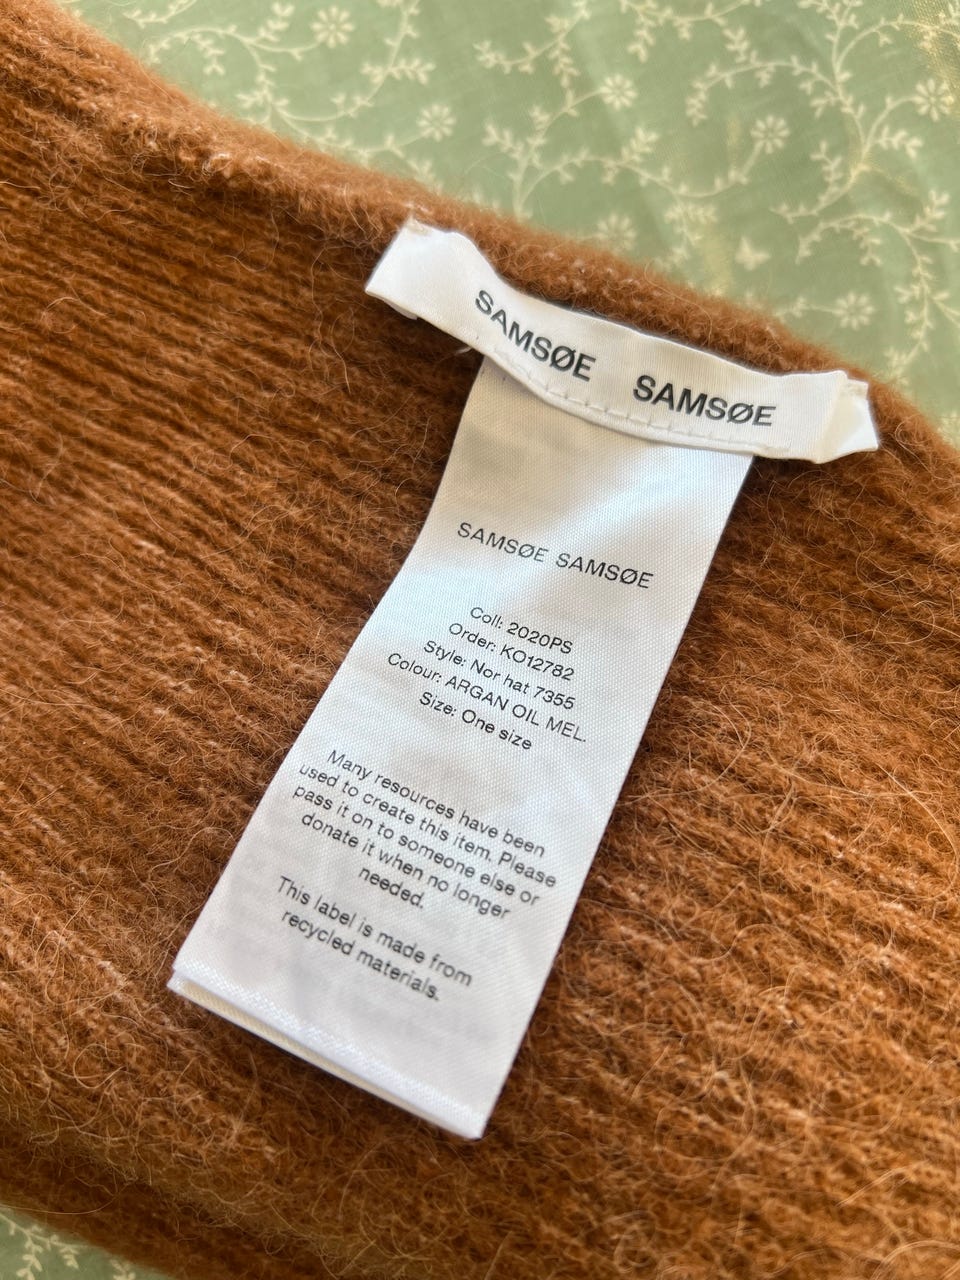 SAMSØE SAMSØE
SAMSØE SAMSØE
Coll: 2020PS
Order: KO12782
Style: Nor hat 7355
Colour: ARGAN OIL MEL.
Size: One size
Many resources have been
used to create this item. Please
pass it on to someone else or
donate it when no longer
needed.
This label is made from
recycled materials.